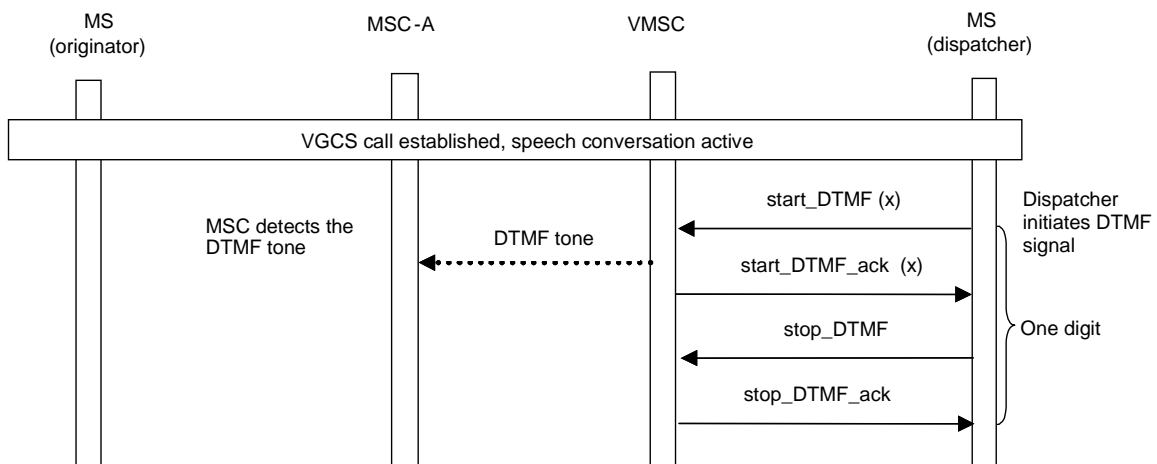 MS
(originator)
MSC-A
VMSC
MS
(dispatcher)
VGCS call established, speech conversation active
start_DTMF (x)
Dispatcher
initiates DTMF
signal
MSC detects the
DTMF tone
DTMF tone
start_DTMF_ack (x)
stop_DTMF
One digit
stop_DTMF_ack